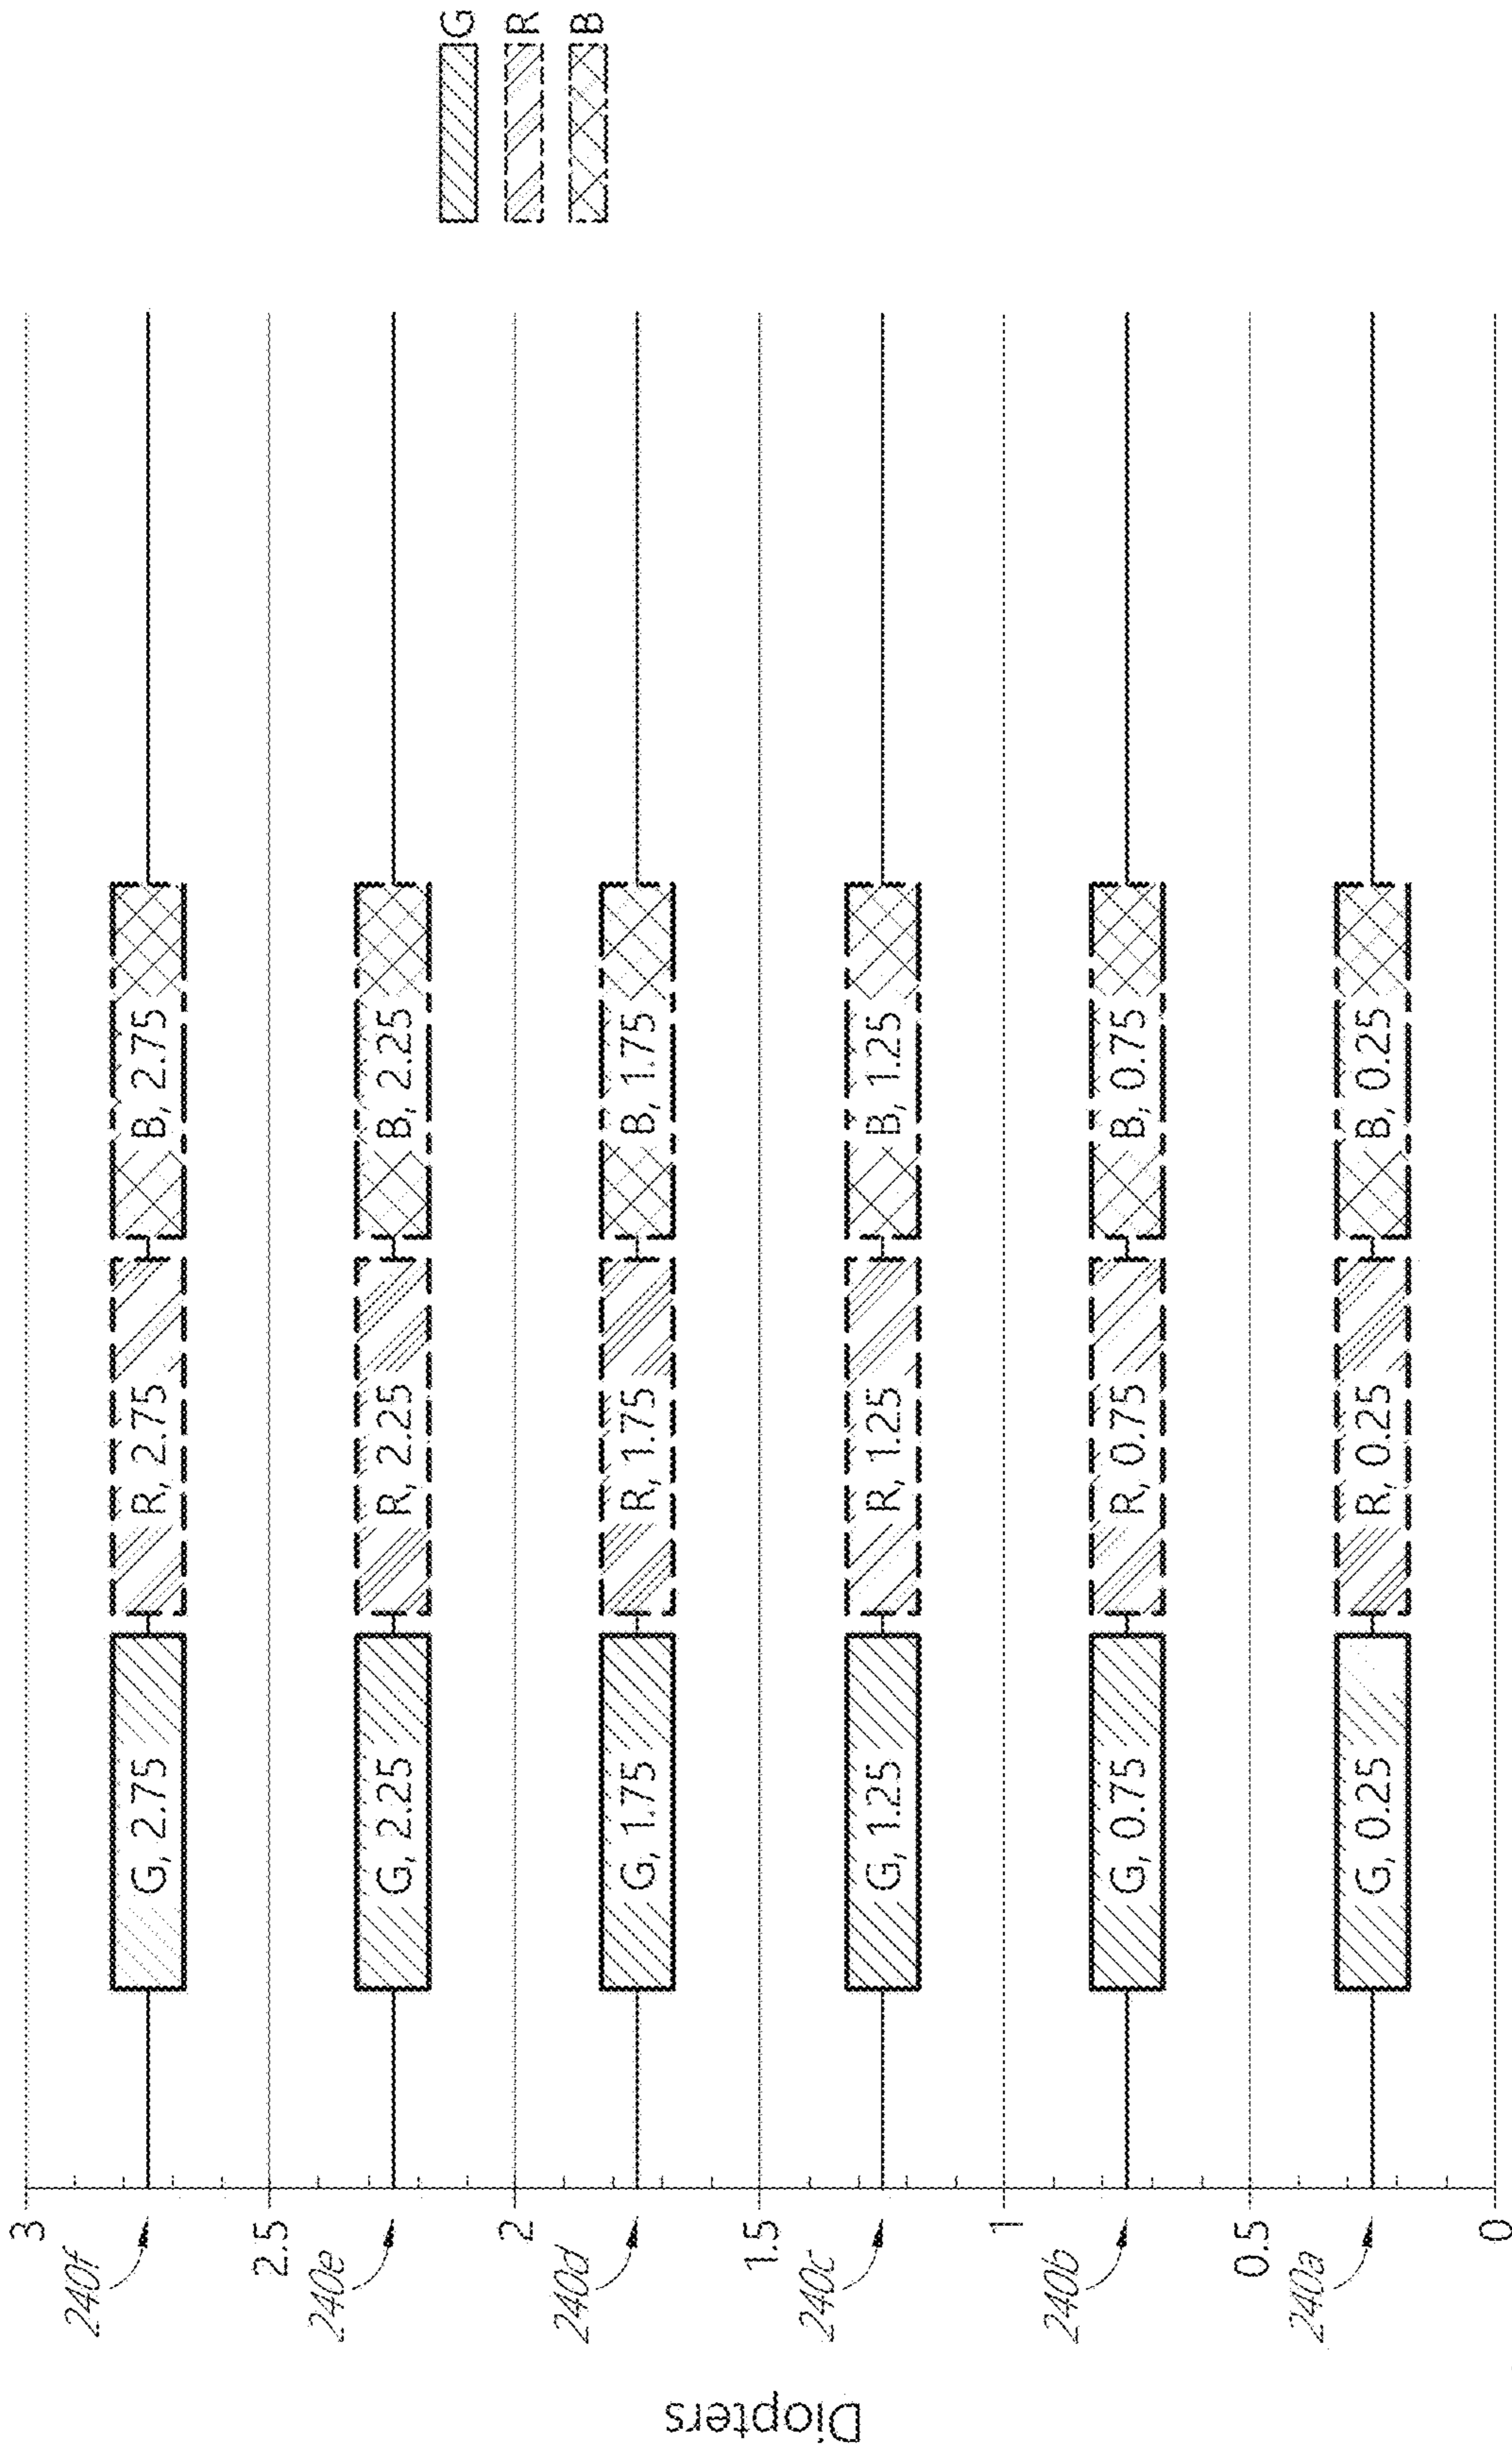 Diopters
3
240f
G, 2.75 R, 2.75 B, 2.75
2.5
240e
G, 2.25 R, 2.25 B, 2.25
2
240d
G, 1.75 R, 1.75 B, 1.75
1.5
240c
G, 1.25 R, 1.25 B, 1.25
1
240b
G, 0.75 R, 0.75 B, 0.75
0.5
240a
G, 0.25 R, 0.25 B, 0.25
0
G
R
B